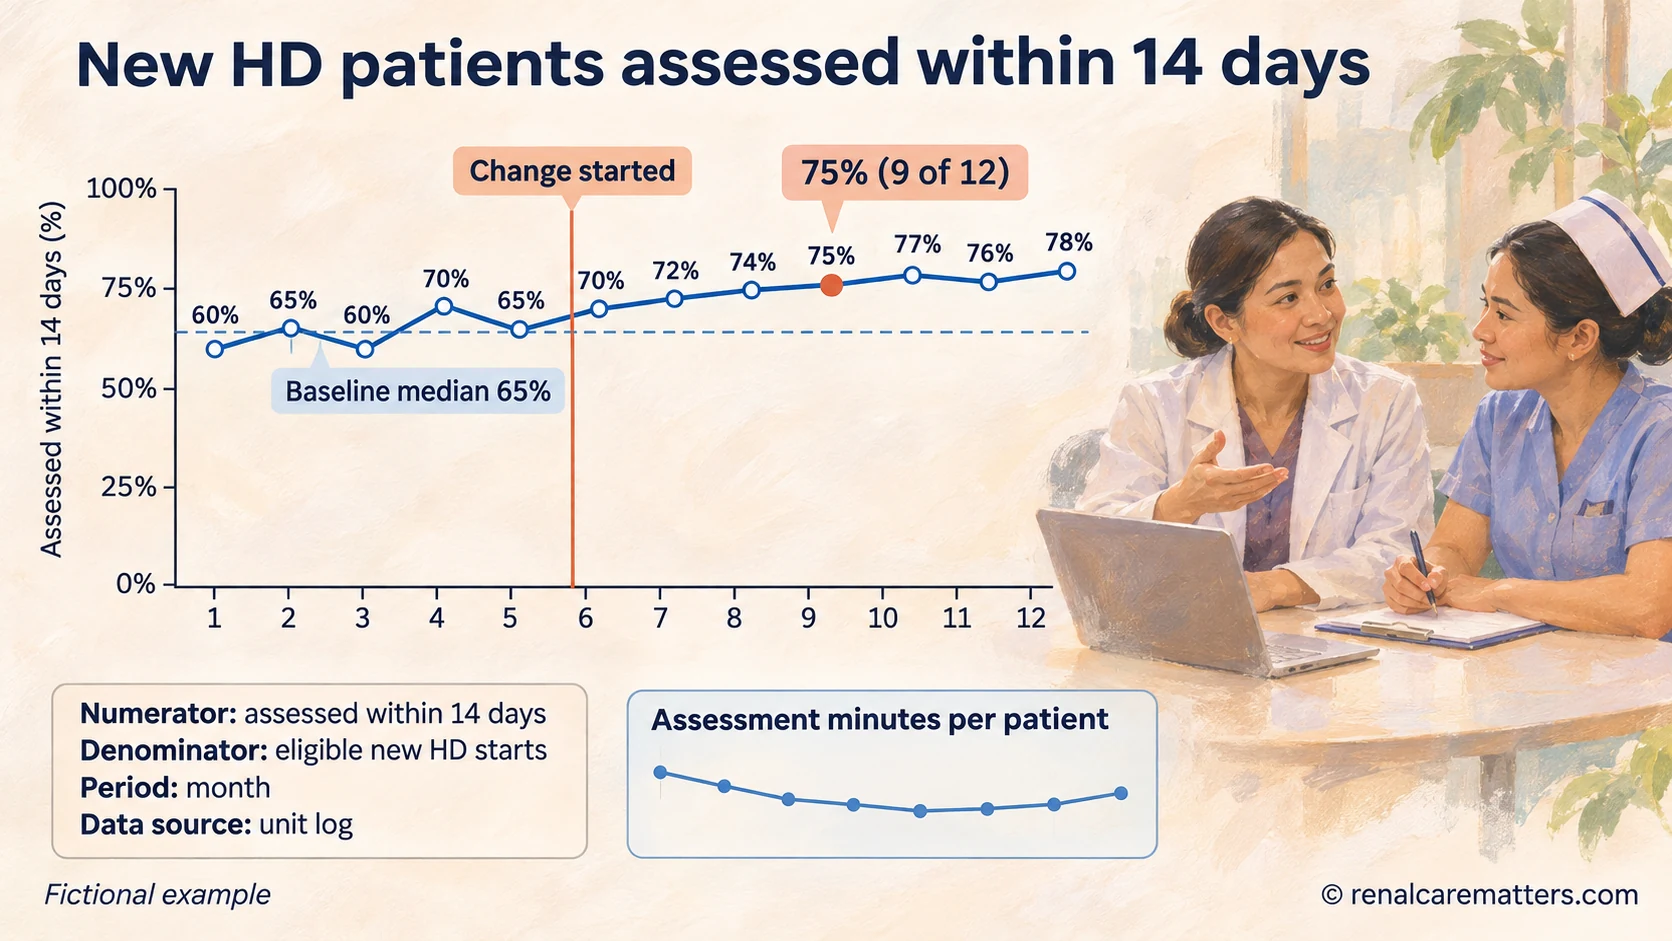 New HD patients assessed within 14 days
Change started
75% (9 of 12)
Assessed within 14 days (%)
100%
75%
50%
25%
0%
60%
65%
60%
70%
65%
70%
72%
74%
75%
77%
76%
78%
Baseline median 65%
1 2 3 4 5 6 7 8 9 10 11 12
Numerator: assessed within 14 days
Denominator: eligible new HD starts
Period: month
Data source: unit log
Assessment minutes per patient
Fictional example
© renalcarematters.com